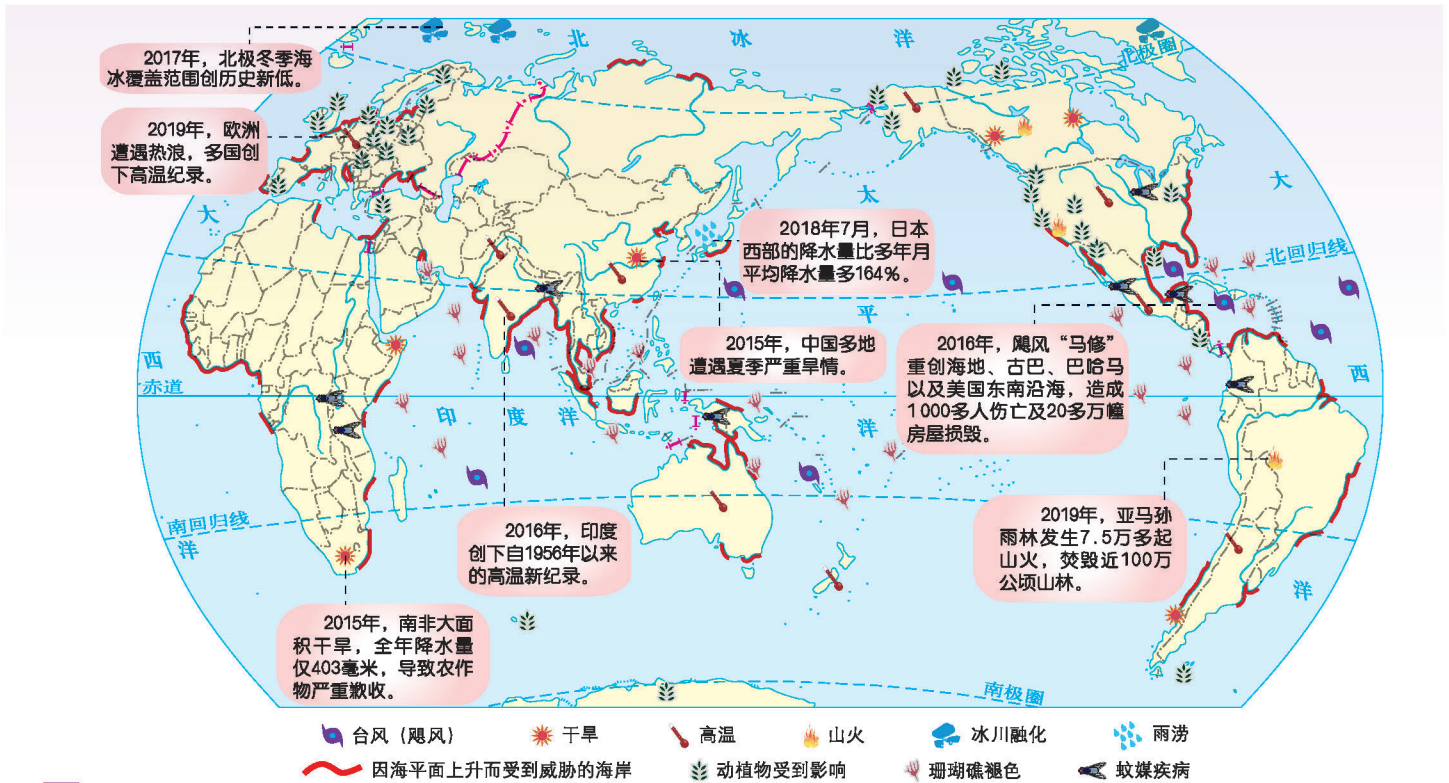 北 冰 洋
北极圈
2017年，北极冬季海
冰覆盖范围创历史新低。
2019年，欧洲
遭遇热浪，多国创
下高温纪录。
大
西
洋
太
平
洋
大
西
洋
2018年7月，日本
西部的降水量比多年月
平均降水量多164%。
北回归线
2015年，中国多地
遭遇夏季严重旱情。
2016年，飓风“马修”
重创海地、古巴、巴哈马
以及美国东南沿海，造成
1000多人伤亡及20多万幢
房屋损毁。
赤道
印 度 洋
南回归线
2016年，印度
创下自1956年以来
的高温新纪录。
2019年，亚马孙
雨林发生7.5万多起
山火，焚毁近100万
公顷山林。
2015年，南非大面
积干旱，全年降水量
仅403毫米，导致农作
物严重歉收。
南极圈
台风（飓风） 干旱 高温 山火 冰川融化 雨涝
因海平面上升而受到威胁的海岸 动植物受到影响 珊瑚礁褪色 蚊媒疾病